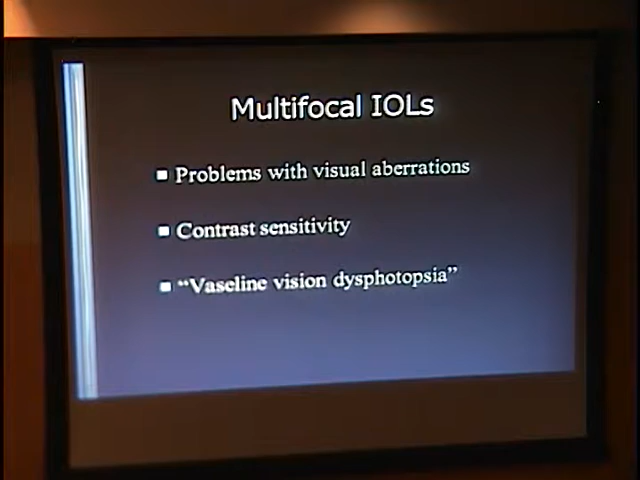 Multifocal IOLs
Problems with visual aberrations
Contrast sensitivity
“Vaseline vision dysphotopsia”